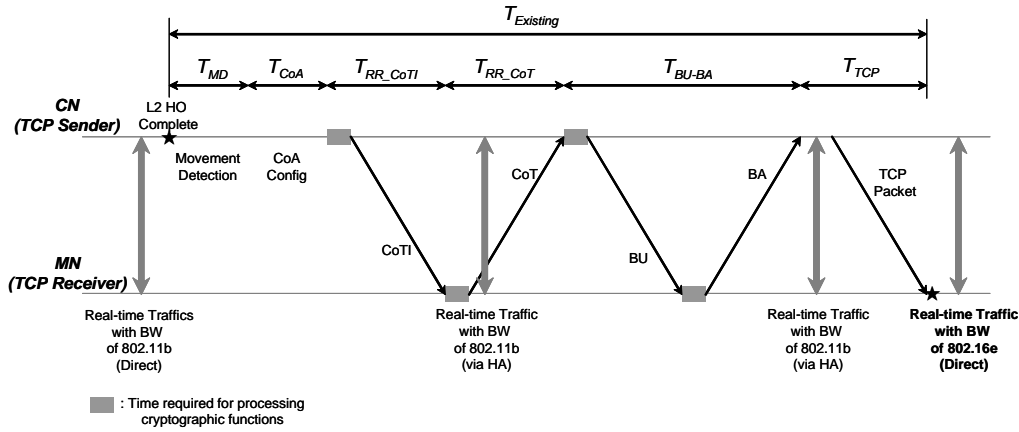 T_Existing
T_MD
T_CoA
T_RR_CoTI
T_RR_CoT
T_BU-BA
T_TCP
CN
(TCP Sender)
L2 HO
Complete
Movement
Detection
CoA
Config
CoTI
CoT
BU
BA
TCP
Packet
MN
(TCP Receiver)
Real-time Traffics
with BW
of 802.11b
(Direct)
Real-time Traffic
with BW
of 802.11b
(via HA)
Real-time Traffic
with BW
of 802.11b
(via HA)
Real-time Traffic
with BW
of 802.16e
(Direct)
: Time required for processing
cryptographic functions